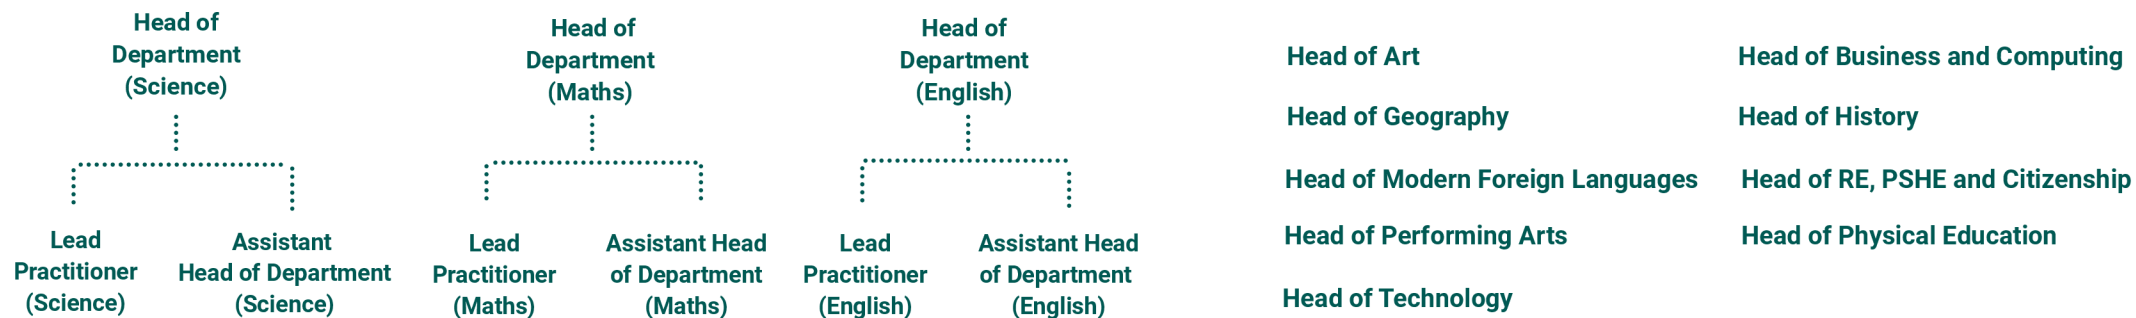 Head of
Department
(Science)
Lead
Practitioner
(Science)
Assistant
Head of Department
(Science)
Head of
Department
(Maths)
Lead
Practitioner
(Maths)
Assistant Head
of Department
(Maths)
Head of
Department
(English)
Lead
Practitioner
(English)
Assistant Head
of Department
(English)
Head of Art
Head of Geography
Head of Modern Foreign Languages
Head of Performing Arts
Head of Technology
Head of Business and Computing
Head of History
Head of RE, PSHE and Citizenship
Head of Physical Education